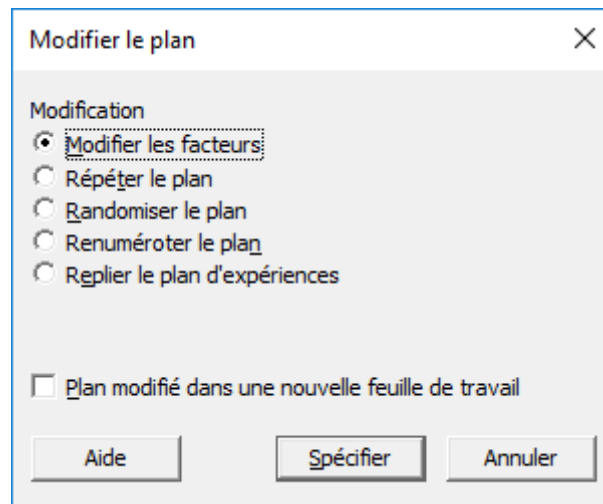 Modifier le plan
Modification
Modifier les facteurs
Répéter le plan
Randomiser le plan
Renuméroter le plan
Replier le plan d'expériences
Plan modifié dans une nouvelle feuille de travail
Aide
Spécifier
Annuler